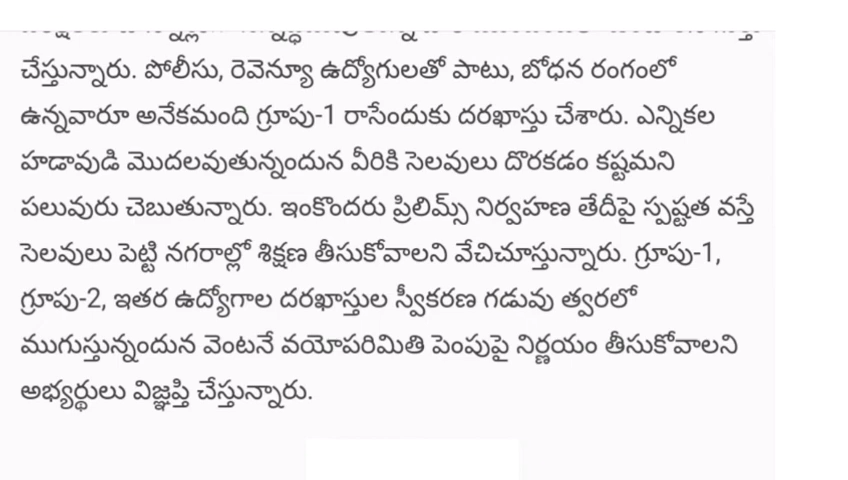 చేస్తున్నారు. పోలీసు, రెవెన్యూ ఉద్యోగులతో పాటు, బోధన రంగంలో
ఉన్నవారూ అనేకమంది గ్రూపు-1 రాసేందుకు దరఖాస్తు చేశారు. ఎన్నికల
హడావుడి మొదలవుతున్నందున వీరికి సెలవులు దొరకడం కష్టమని
పలువురు చెబుతున్నారు. ఇంకొందరు ప్రిలిమ్స్ నిర్వహణ తేదీపై స్పష్టత వస్తే
సెలవులు పెట్టి నగరాల్లో శిక్షణ తీసుకోవాలని వేచిచూస్తున్నారు. గ్రూపు-1,
గ్రూపు-2, ఇతర ఉద్యోగాల దరఖాస్తుల స్వీకరణ గడువు త్వరలో
ముగుస్తున్నందున వెంటనే వయోపరిమితి పెంపుపై నిర్ణయం తీసుకోవాలని
అభ్యర్థులు విజ్ఞప్తి చేస్తున్నారు.